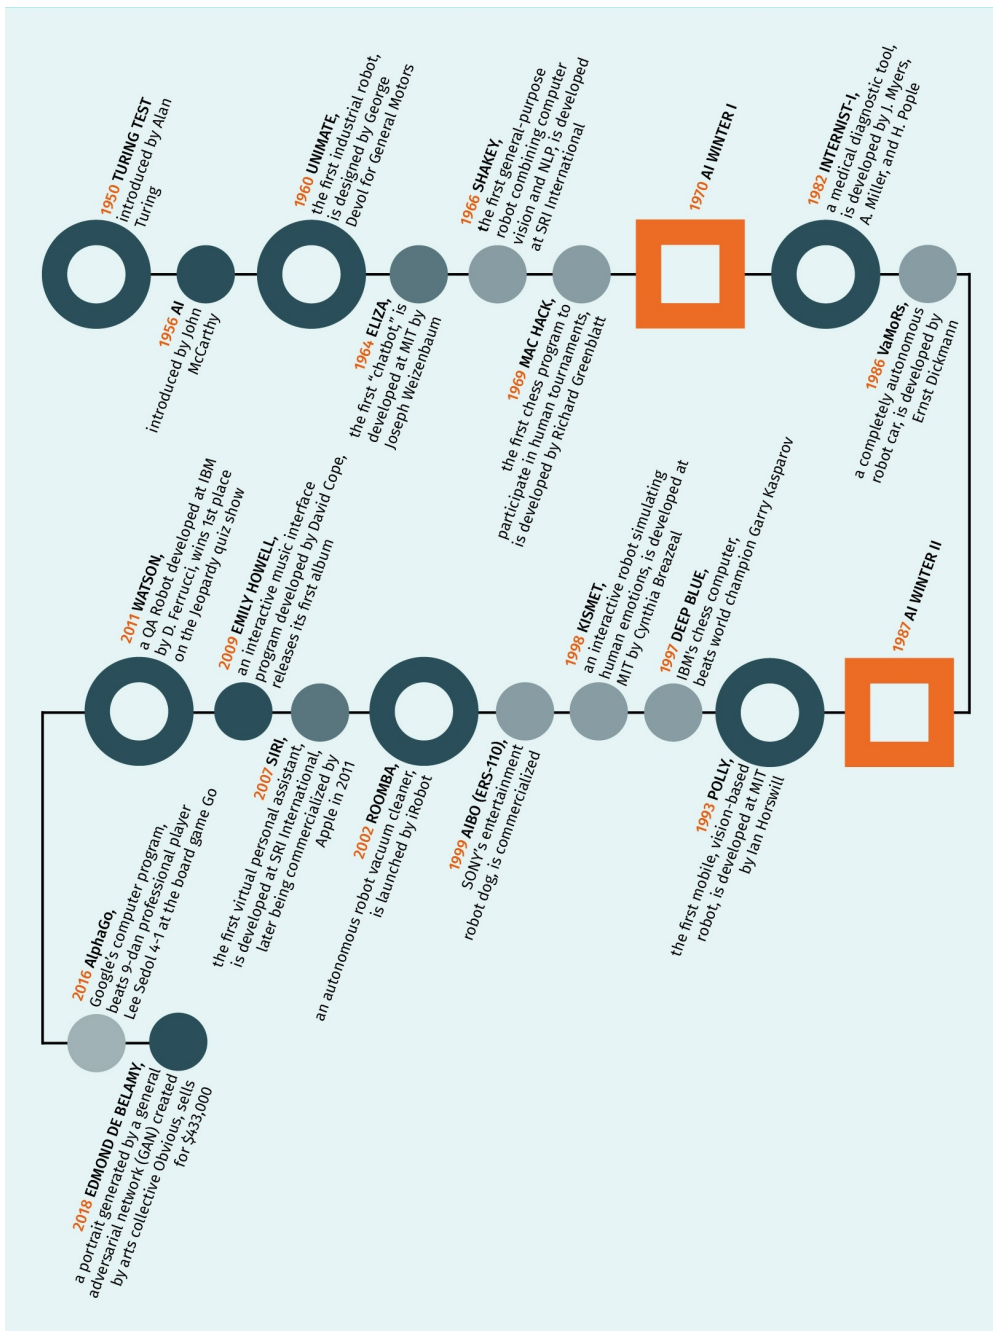 1950 TURING TEST
introduced by Alan
Turing
1956 AI
introduced by John
McCarthy
1960 UNIMATE,
the first industrial robot,
is designed by George
Devol for General Motors
1964 ELIZA,
the first “chatbot,” is
developed at MIT by
Joseph Weizenbaum
1966 SHAKEY,
the first general-purpose
robot combining computer
vision and NLP, is developed
at SRI International
1969 MAC HACK,
the first chess program to
participate in human tournaments,
is developed by Richard Greenblatt
1970 AI WINTER I
1982 INTERNIST-I,
a medical diagnostic tool,
is developed by J. Myers,
A. Miller, and H. Pople
1986 VaMoRs,
a completely autonomous
robot car, is developed by
Ernst Dickmann
1987 AI WINTER II
1993 POLLY,
the first mobile, vision-based
robot, is developed at MIT
by Ian Horswill
1997 DEEP BLUE,
IBM's chess computer,
beats world champion Garry Kasparov
1998 KISMET,
an interactive robot simulating
human emotions, is developed at
MIT by Cynthia Breazeal
1999 AIBO (ERS-110),
SONY's entertainment
robot dog, is commercialized
2002 ROOMBA,
an autonomous robot vacuum cleaner,
is launched by iRobot
2007 SIRI,
the first virtual personal assistant,
is developed at SRI International,
later being commercialized by
Apple in 2011
2009 EMILY HOWELL,
an interactive music interface
program developed by David Cope,
releases its first album
2011 WATSON,
a QA Robot developed at IBM
by D. Ferrucci, wins 1st place
on the Jeopardy quiz show
2016 AlphaGo,
Google's computer program,
beats 9-dan professional player
Lee Sedol 4-1 at the board game Go
2018 EDMOND DE BELAMY,
a portrait generated by a general
adversarial network (GAN) created
by arts collective Obvious, sells
for $433,000